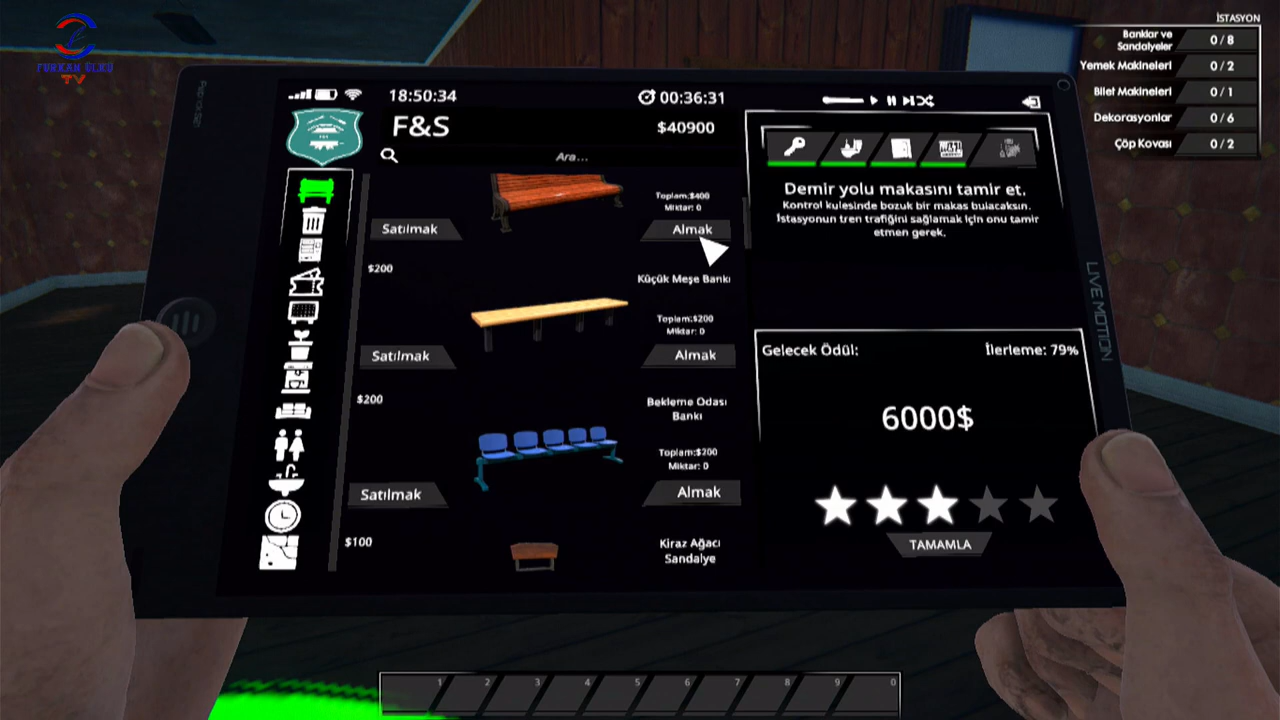 FURKAN ÜLKÜ
TV
İSTASYON
Banklar ve
Sandalyeler
0/8
Yemek Makineleri
0/2
Bilet Makineleri
0/1
Dekorasyonlar
0/6
Çöp Kovası
0/2
18:50:34
00:36:31
F&S
$40900
Ara...
Toplam:$400
Miktar: 0
Satılmak
Almak
$200
Küçük Meşe Bankı
Toplam:$200
Miktar: 0
Satılmak
Almak
$200
Bekleme Odası
Bankı
Toplam:$200
Miktar: 0
Satılmak
Almak
$100
Kiraz Ağacı
Sandalye
Demir yolu makasını tamir et.
Kontrol kulesinde bozuk bir makas bulacaksın.
İstasyonun tren trafiğini sağlamak için onu tamir
etmen gerek.
Gelecek Ödül:
İlerleme: 79%
6000$
TAMAMLA
LIVE MOTION
1 2 3 4 5 6 7 8 9 0